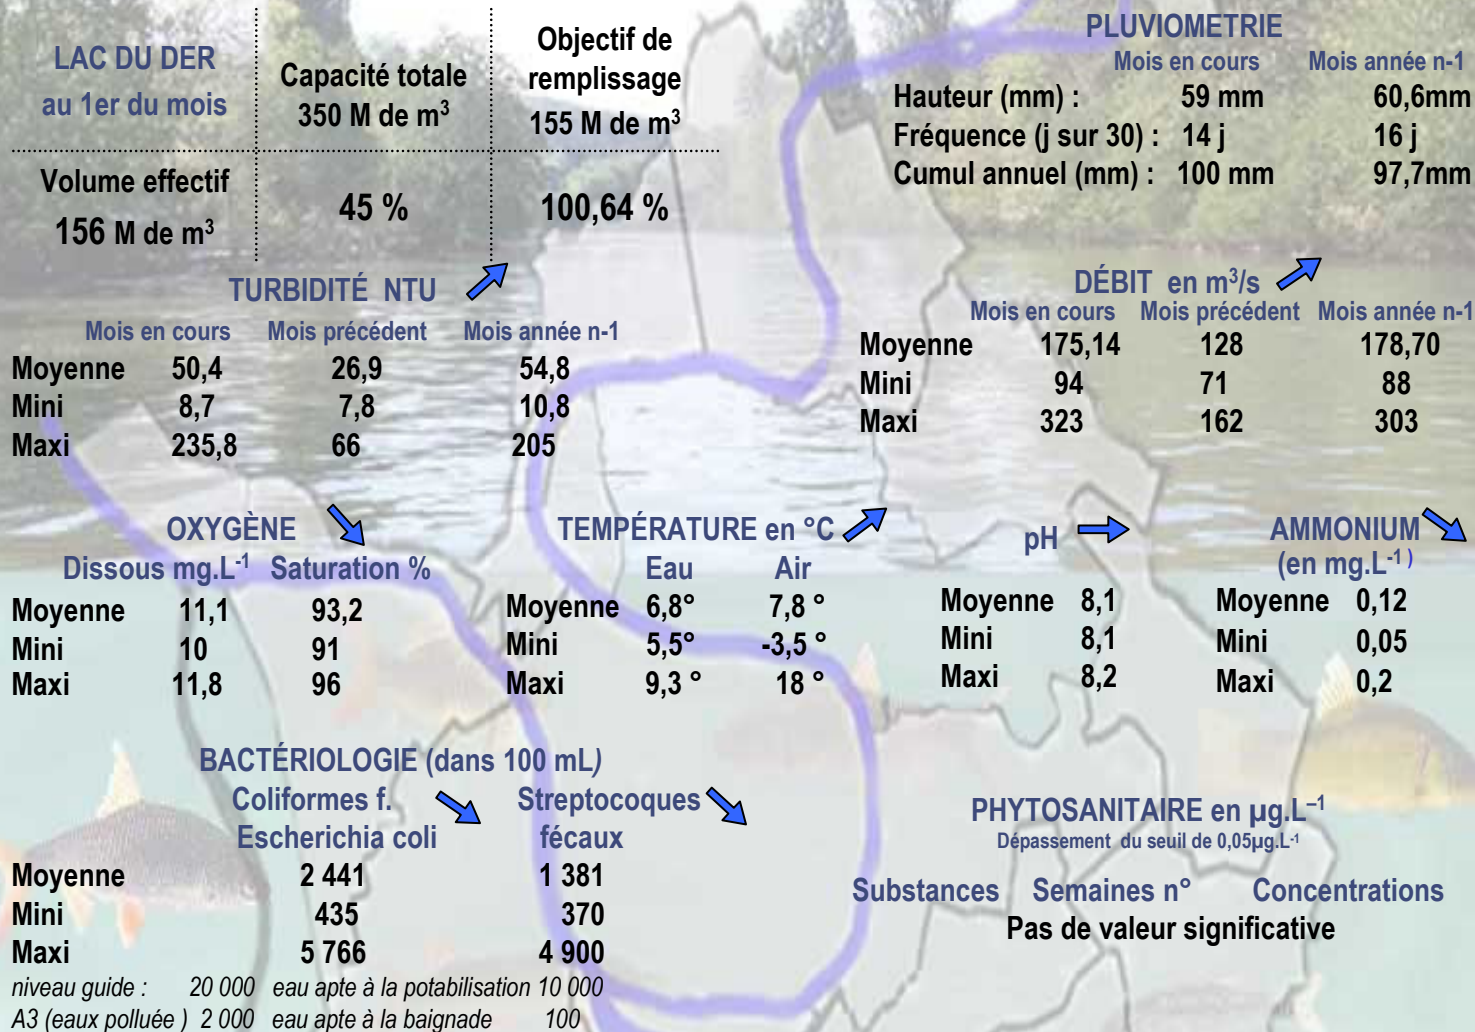 LAC DU DER
au 1er du mois
Capacité totale
350 M de m³
Objectif de
remplissage
155 M de m³
Volume effectif
156 M de m³
45 %
100,64 %
PLUVIOMETRIE
Mois en cours Mois année n-1
Hauteur (mm) : 59 mm 60,6mm
Fréquence (j sur 30) : 14 j 16 j
Cumul annuel (mm) : 100 mm 97,7mm
TURBIDITÉ NTU
Mois en cours Mois précédent Mois année n-1
Moyenne 50,4 26,9 54,8
Mini 8,7 7,8 10,8
Maxi 235,8 66 205
DÉBIT en m³/s
Mois en cours Mois précédent Mois année n-1
Moyenne 175,14 128 178,70
Mini 94 71 88
Maxi 323 162 303
OXYGÈNE
Dissous mg.L⁻¹ Saturation %
Moyenne 11,1 93,2
Mini 10 91
Maxi 11,8 96
TEMPÉRATURE en °C
Eau Air
Moyenne 6,8° 7,8 °
Mini 5,5° -3,5 °
Maxi 9,3 ° 18 °
pH
Moyenne 8,1
Mini 8,1
Maxi 8,2
AMMONIUM
(en mg.L⁻¹ )
Moyenne 0,12
Mini 0,05
Maxi 0,2
BACTÉRIOLOGIE (dans 100 mL)
Coliformes f. Streptocoques
Escherichia coli fécaux
Moyenne 2 441 1 381
Mini 435 370
Maxi 5 766 4 900
niveau guide : 20 000 eau apte à la potabilisation 10 000
A3 (eaux polluée ) 2 000 eau apte à la baignade 100
PHYTOSANITAIRE en µg.L⁻¹
Dépassement du seuil de 0,05µg.L⁻¹
Substances Semaines n° Concentrations
Pas de valeur significative